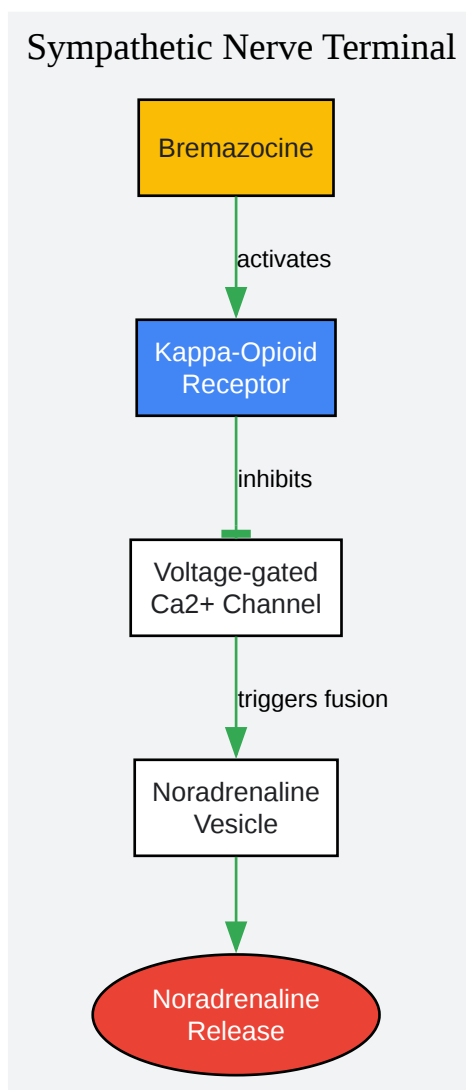 Sympathetic Nerve Terminal
Bremazocine
activates
Kappa-Opioid
Receptor
inhibits
Voltage-gated
Ca2+ Channel
triggers fusion
Noradrenaline
Vesicle
Noradrenaline
Release